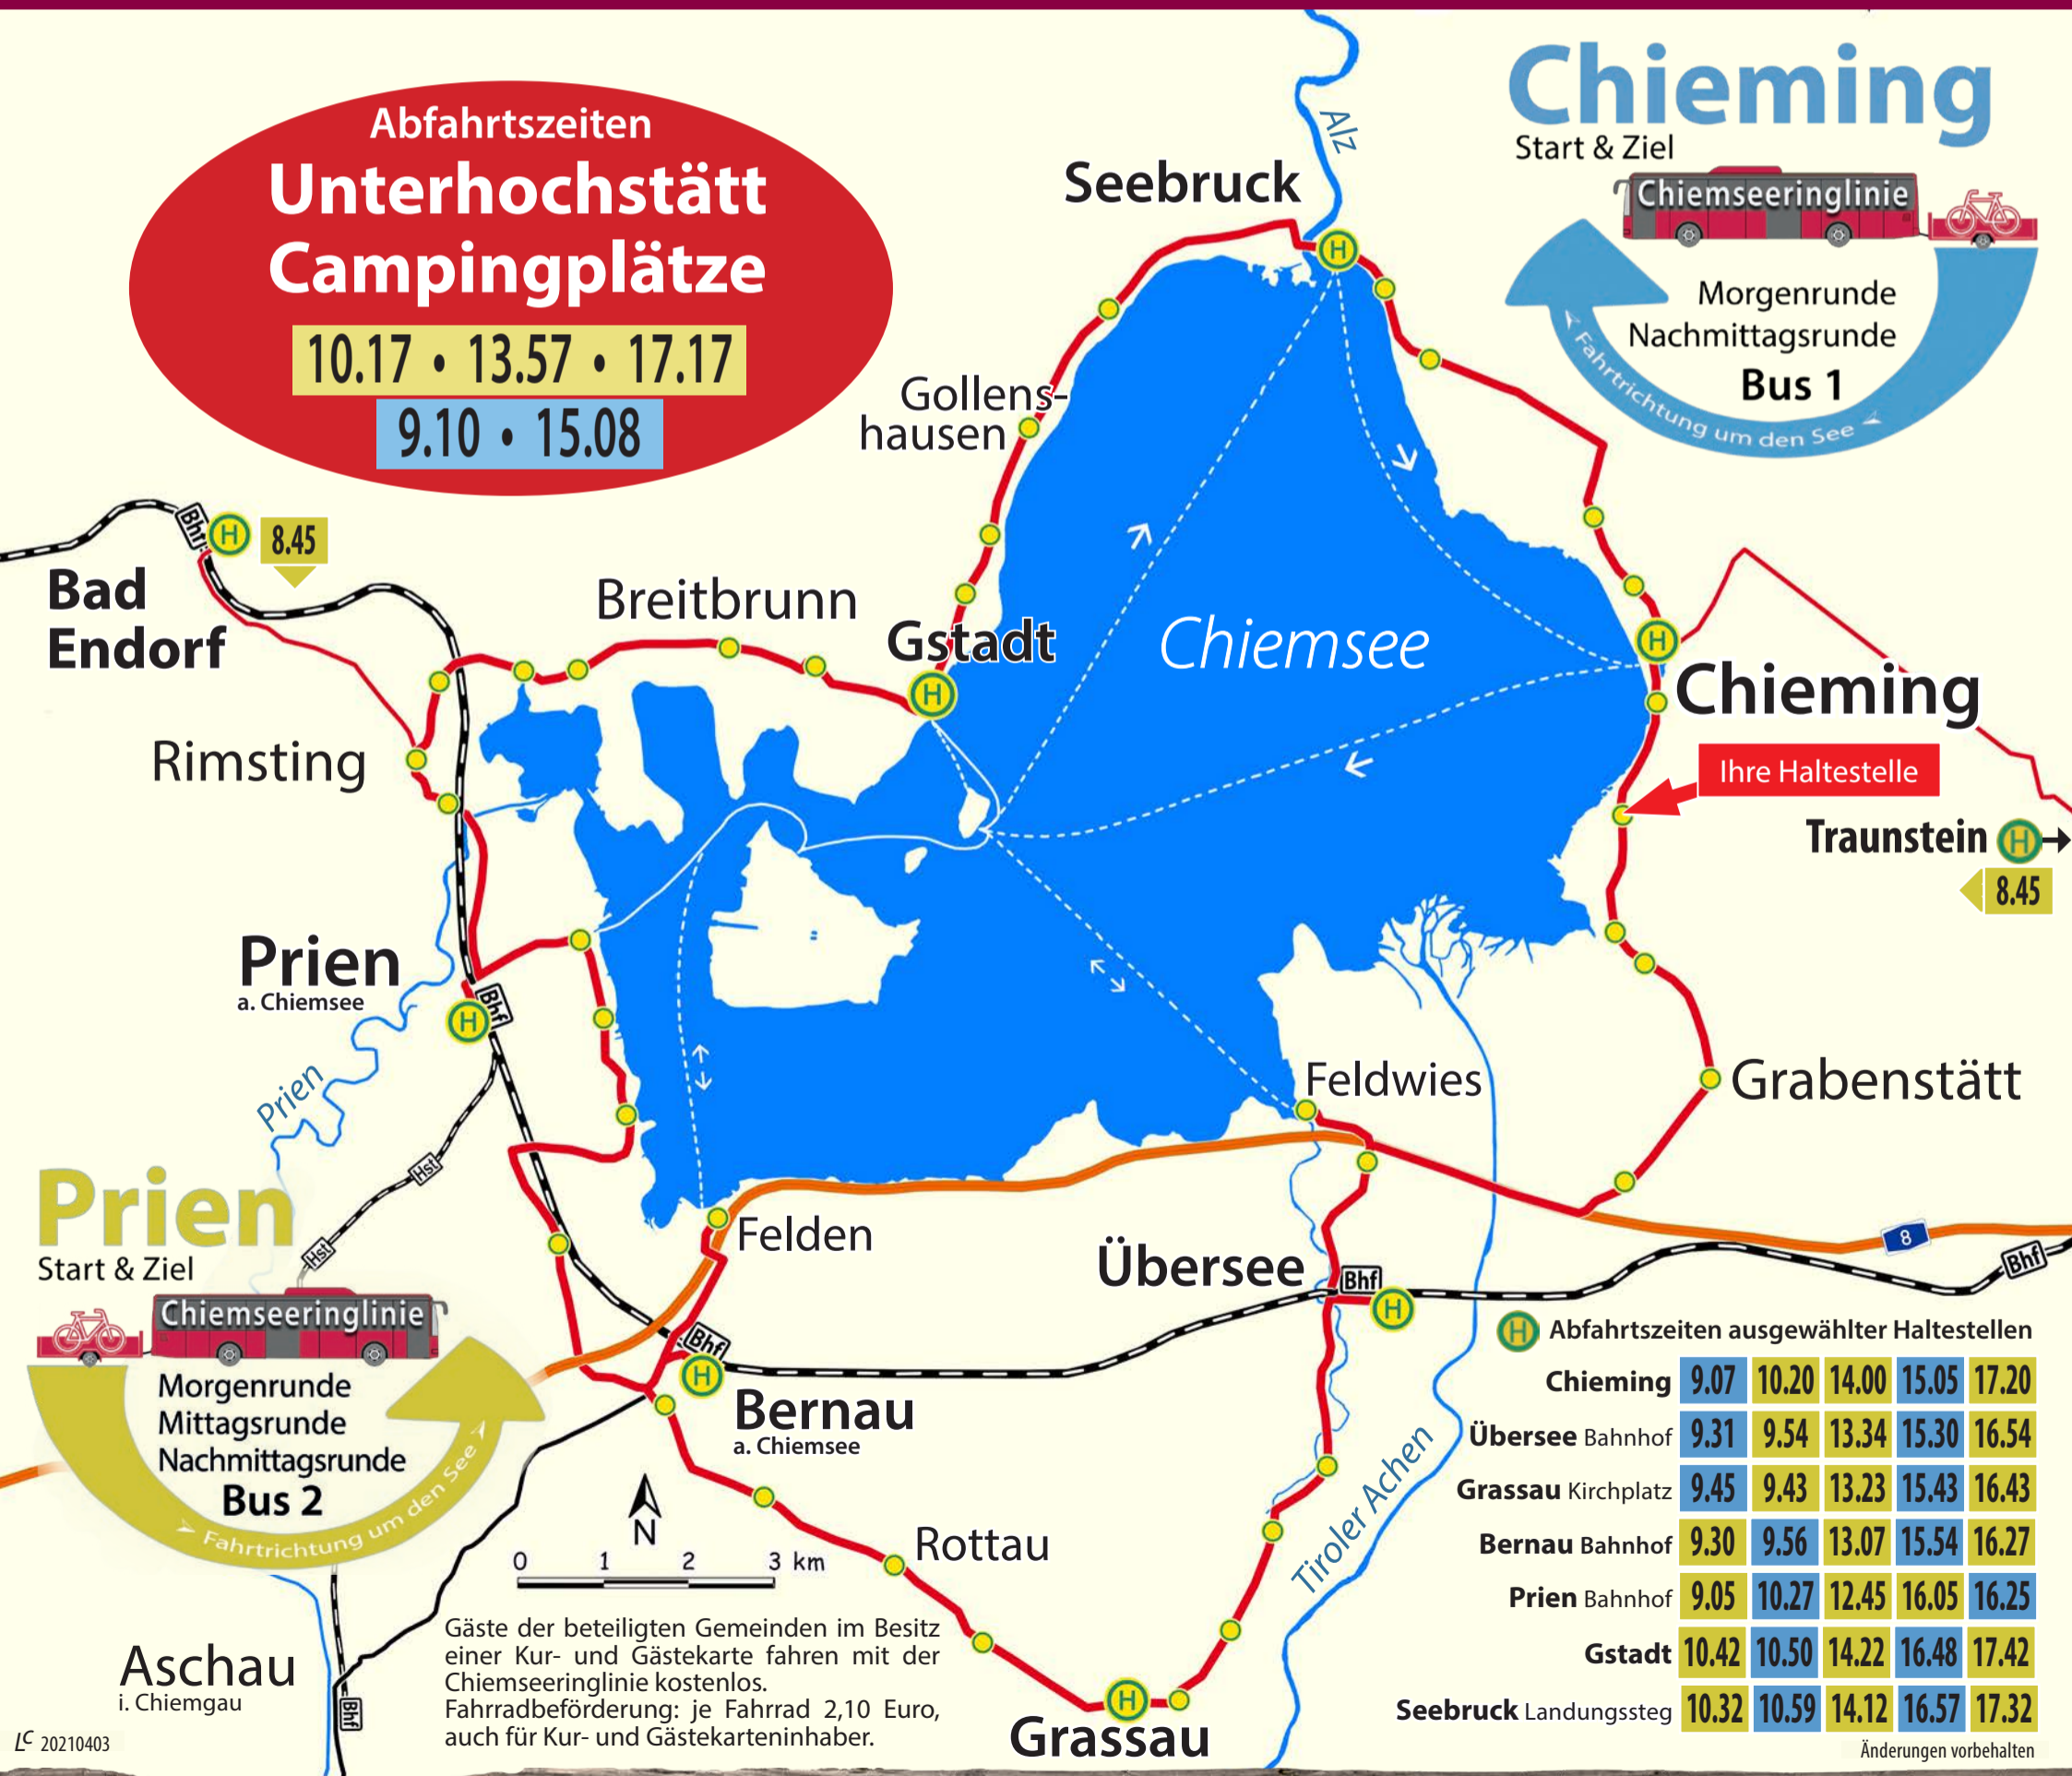 Abfahrtszeiten
Unterhochstätt
Campingplätze
10.17 • 13.57 • 17.17
9.10 • 15.08
Chieming
Start & Ziel
Chiemseeringlinie
Morgenrunde
Nachmittagsrunde
Bus 1
Fahrtrichtung um den See
Alz
Seebruck
H
Gollens-
hausen
Bhf
H
8.45
Bad
Endorf
Breitbrunn
Gstadt
H
Chiemsee
H
Chieming
Rimsting
Ihre Haltestelle
Traunstein H
8.45
Prien
a. Chiemsee
Bhf
H
Prien
Feldwies
Grabenstätt
Hst
Hst
Prien
Start & Ziel
Chiemseeringlinie
Morgenrunde
Mittagsrunde
Nachmittagsrunde
Bus 2
Fahrtrichtung um den See
Felden
Übersee
Bhf
H
8
Bhf
Bhf
H
Bernau
a. Chiemsee
Tiroler Achen
N
0 1 2 3 km
Rottau
H
Grassau
Aschau
i. Chiemgau
Bhf
Gäste der beteiligten Gemeinden im Besitz
einer Kur- und Gästekarte fahren mit der
Chiemseeringlinie kostenlos.
Fahrradbeförderung: je Fahrrad 2,10 Euro,
auch für Kur- und Gästekarteninhaber.
H Abfahrtszeiten ausgewählter Haltestellen
Chieming 9.07 10.20 14.00 15.05 17.20
Übersee Bahnhof 9.31 9.54 13.34 15.30 16.54
Grassau Kirchplatz 9.45 9.43 13.23 15.43 16.43
Bernau Bahnhof 9.30 9.56 13.07 15.54 16.27
Prien Bahnhof 9.05 10.27 12.45 16.05 16.25
Gstadt 10.42 10.50 14.22 16.48 17.42
Seebruck Landungssteg 10.32 10.59 14.12 16.57 17.32
Änderungen vorbehalten
LC 20210403